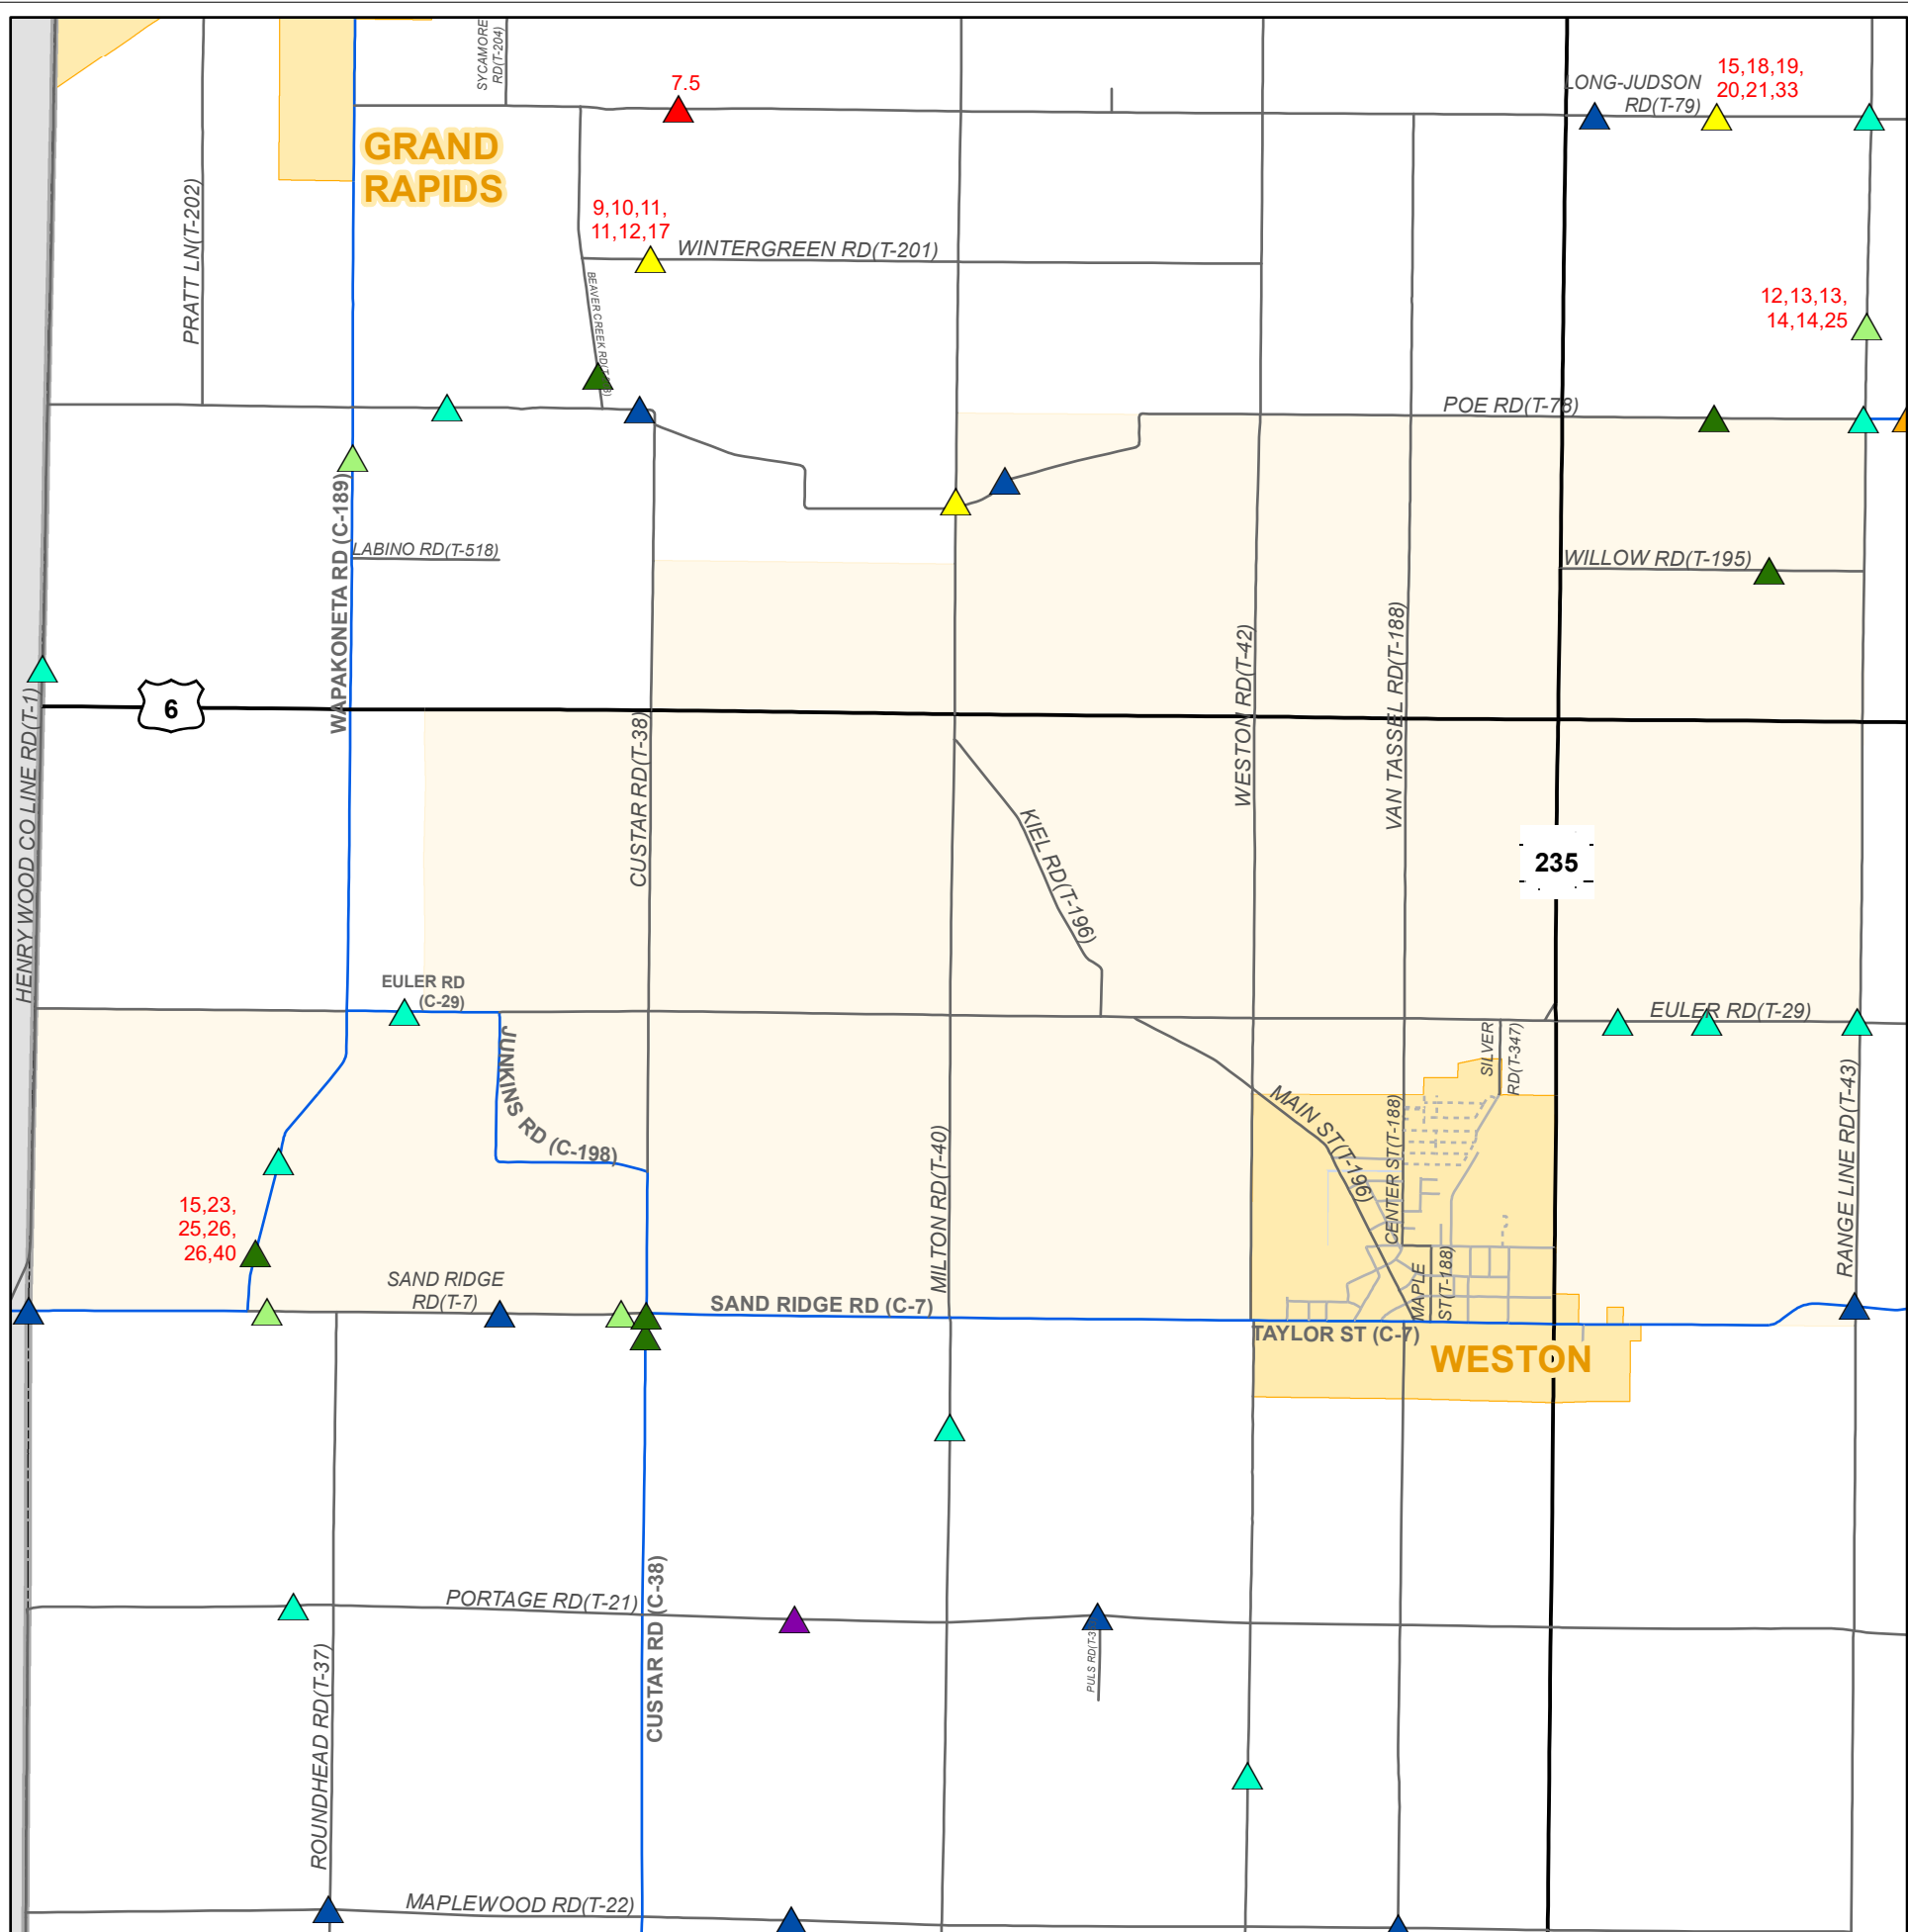 SYCAMORE
RD(T-204)
7.5
LONG-JUDSON
RD(T-79)
15,18,19,
20,21,33
GRAND
RAPIDS
PRATT LN(T-202)
9,10,11,
11,12,17
WINTERGREEN RD(T-201)
12,13,13,
14,14,25
POE RD(T-78)
WAPAKONETA RD (C-189)
LABINO RD(T-518)
WILLOW RD(T-195)
HENRY WOOD CO LINE RD(T-1)
6
CUSTAR RD(T-38)
WESTON RD(T-42)
VAN TASSEL RD(T-188)
KIEL RD(T-196)
235
EULER RD
(C-29)
EULER RD(T-29)
JUNKINS RD (C-198)
SILVER
RD(T-347)
MAIN ST(T-196)
CENTER ST(T-188)
MILTON RD(T-40)
RANGE LINE RD(T-43)
15,23,
25,26,
26,40
SAND RIDGE
RD(T-7)
SAND RIDGE RD (C-7)
MAPLE
ST(T-188)
TAYLOR ST (C-7)
WESTON
PORTAGE RD(T-21)
CUSTAR RD (C-38)
ROUNDHEAD RD(T-37)
PULS RD(T-3
MAPLEWOOD RD(T-22)
BEAVER CREEK